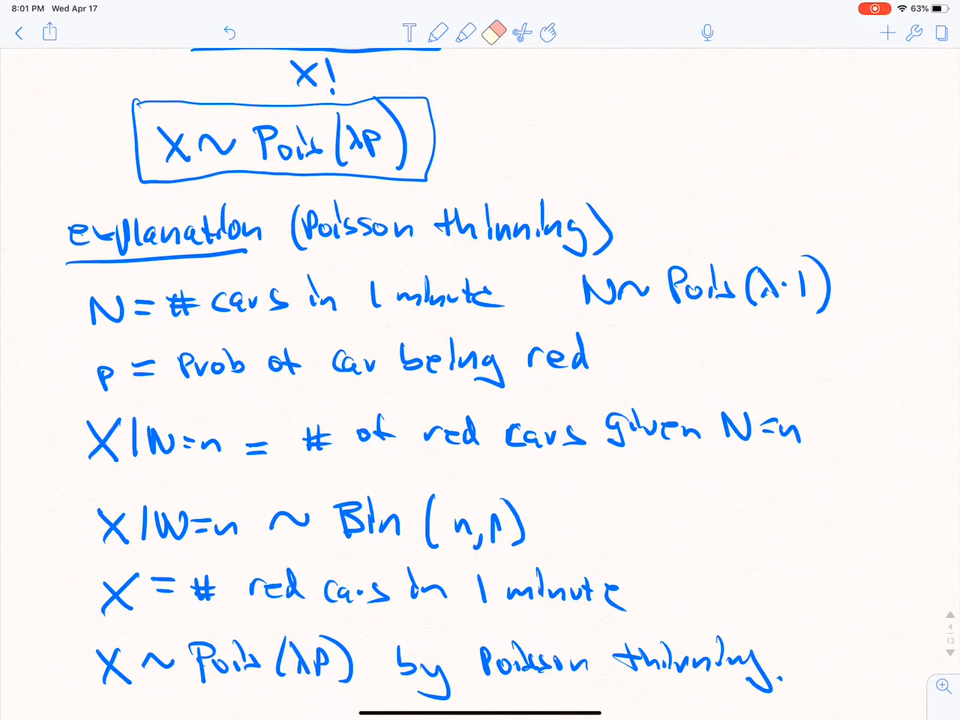 8:01 PM Wed Apr 17
63%
X!
X ~ Pois(λp)
explanation (Poisson thinning)
N = # cars in 1 minute N ~ Pois(λ·1)
p = Prob of car being red
X|N=n = # of red cars given N=n
X|N=n ~ Bin (n,p)
X = # red cars in 1 minute
X ~ Pois(λp) by Poisson thinning.
4
12